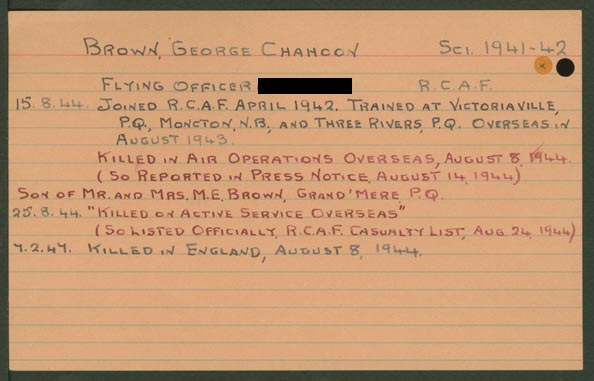 BROWN, GEORGE CHAHOON SCI. 1941-42
FLYING OFFICER R.C.A.F.
15.8.44. JOINED R.C.A.F. APRIL 1942. TRAINED AT VICTORIAVILLE,
P.Q., MONCTON, N.B., AND THREE RIVERS, P.Q. OVERSEAS IN
AUGUST 1943.
KILLED IN AIR OPERATIONS OVERSEAS, AUGUST 8, 1944.
(SO REPORTED IN PRESS NOTICE, AUGUST 14, 1944)
SON OF MR. AND MRS. M.E. BROWN, GRAND'MERE P.Q.
25.8.44. "KILLED ON ACTIVE SERVICE OVERSEAS"
(SO LISTED OFFICIALLY, R.C.A.F. CASUALTY LIST, AUG. 24, 1944)
7.2.47. KILLED IN ENGLAND, AUGUST 8, 1944.